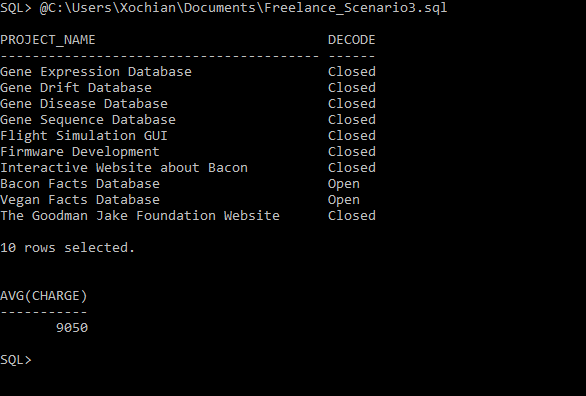 SQL> @C:\Users\Xochian\Documents\Freelance_Scenario3.sql
PROJECT_NAME                             DECODE
---------------------------------------- ------
Gene Expression Database                 Closed
Gene Drift Database                      Closed
Gene Disease Database                    Closed
Gene Sequence Database                   Closed
Flight Simulation GUI                    Closed
Firmware Development                     Closed
Interactive Website about Bacon          Closed
Bacon Facts Database                     Open
Vegan Facts Database                     Open
The Goodman Jake Foundation Website      Closed
10 rows selected.
AVG(CHARGE)
-----------
       9050
SQL>